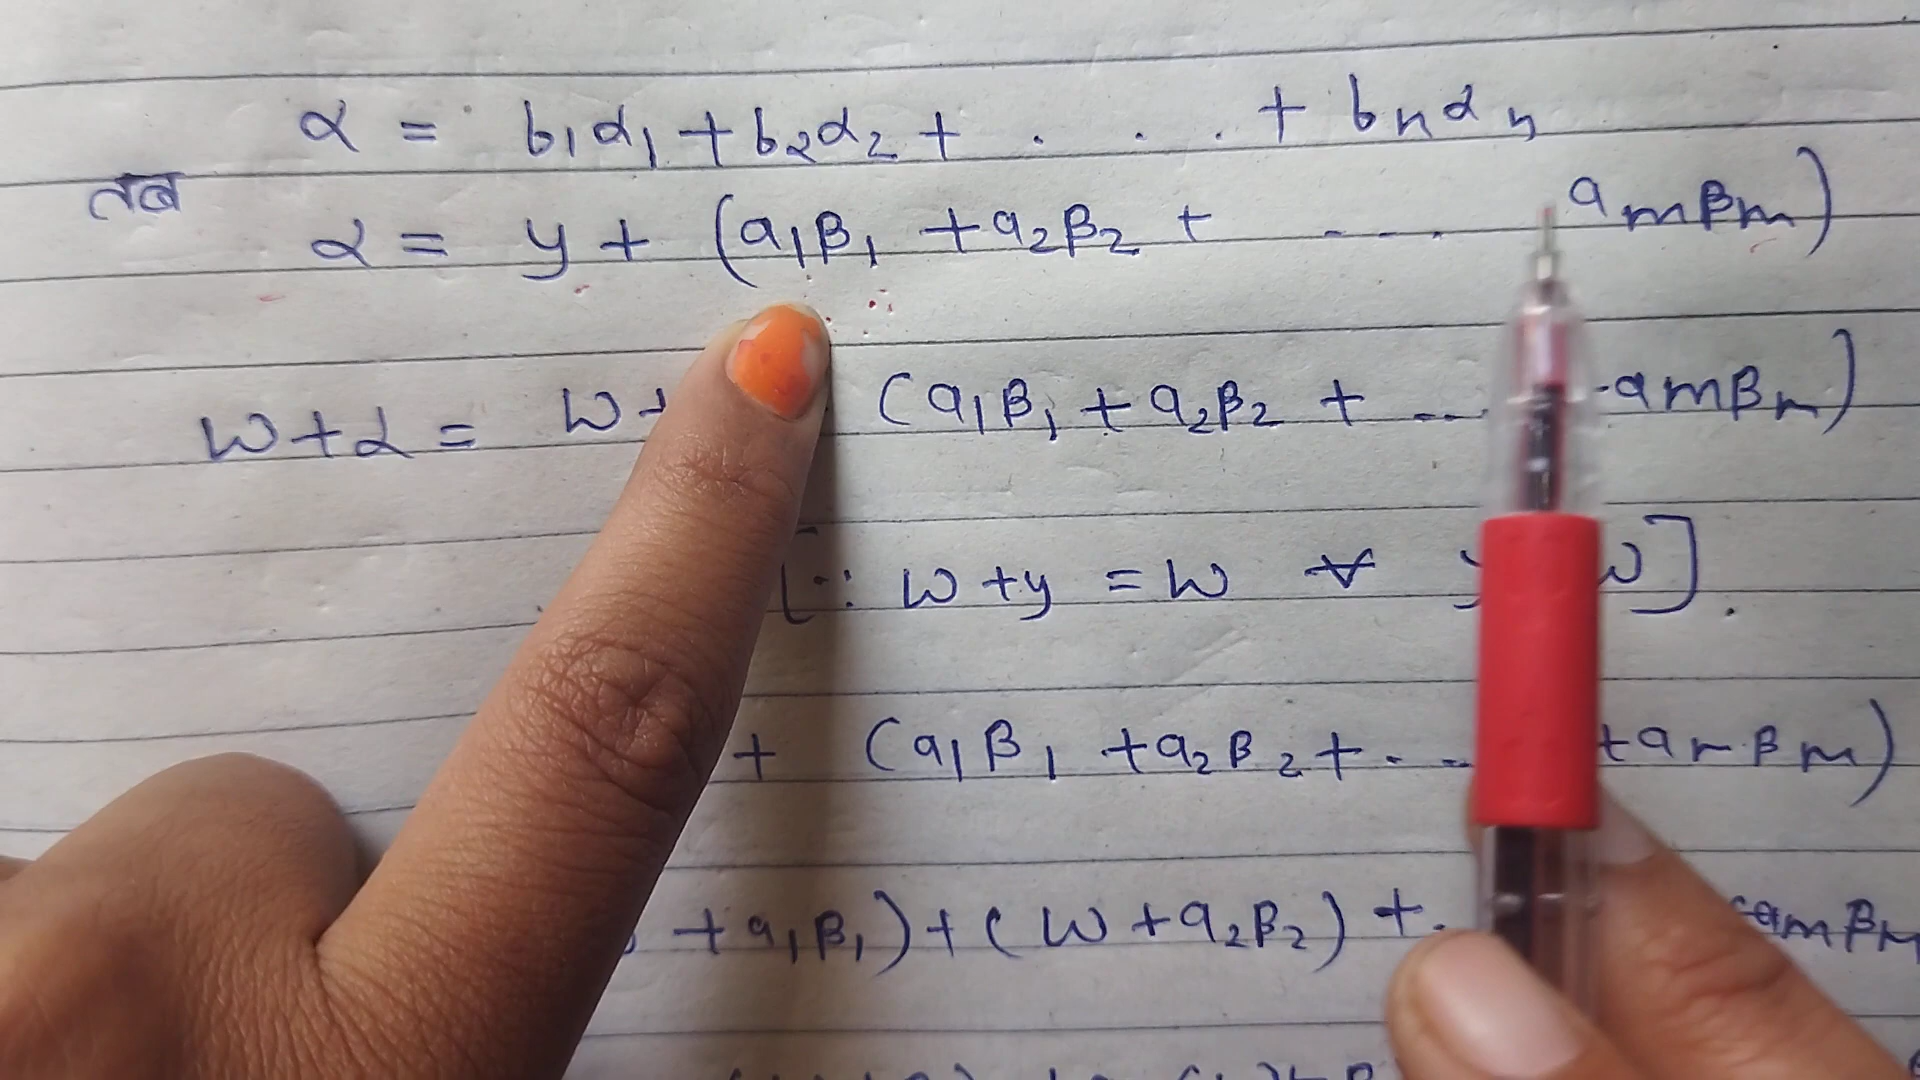 α = b₁α₁ + b₂α₂ + . . . + bₙαₙ
तब
α = y + (a₁β₁ + a₂β₂ + .... aₘβₘ)
W + α = W + (a₁β₁ + a₂β₂ + ... aₘβₘ)
[∵ W + y = W ∀ W].
+ (a₁β₁ + a₂β₂ + ... + aₘβₘ)
+ a₁β₁) + (W + a₂β₂) + . aₘβₘ